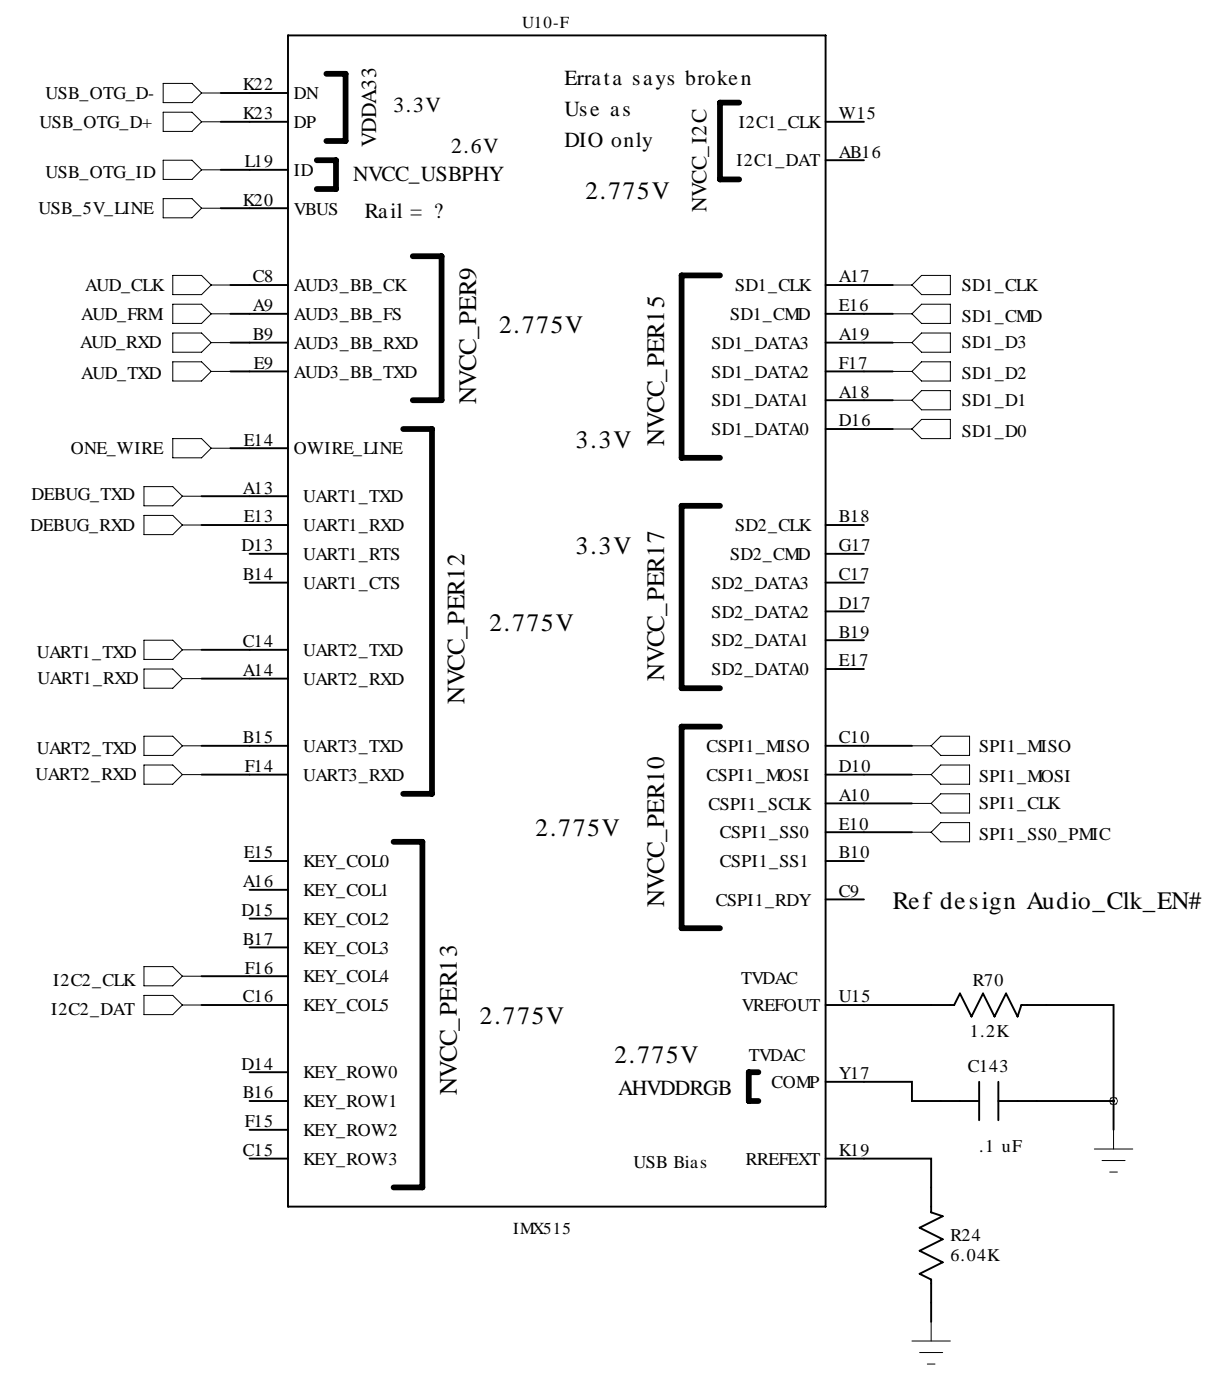 U10-F
USB_OTG_D- K22 DN
USB_OTG_D+ K23 DP
VDDA33
3.3V
USB_OTG_ID L19 ID
2.6V
NVCC_USBPHY
USB_5V_LINE K20 VBUS
Rail = ?
AUD_CLK C8 AUD3_BB_CK
AUD_FRM A9 AUD3_BB_FS
AUD_RXD B9 AUD3_BB_RXD
AUD_TXD E9 AUD3_BB_TXD
NVCC_PER9
2.775V
ONE_WIRE E14 OWIRE_LINE
DEBUG_TXD A13 UART1_TXD
DEBUG_RXD E13 UART1_RXD
D13 UART1_RTS
B14 UART1_CTS
UART1_TXD C14 UART2_TXD
UART1_RXD A14 UART2_RXD
UART2_TXD B15 UART3_TXD
UART2_RXD F14 UART3_RXD
NVCC_PER12
2.775V
E15 KEY_COL0
A16 KEY_COL1
D15 KEY_COL2
B17 KEY_COL3
I2C2_CLK F16 KEY_COL4
I2C2_DAT C16 KEY_COL5
D14 KEY_ROW0
B16 KEY_ROW1
F15 KEY_ROW2
C15 KEY_ROW3
NVCC_PER13
2.775V
Errata says broken
Use as
DIO only
2.775V
NVCC_I2C
I2C1_CLK W15
I2C1_DAT AB16
3.3V
NVCC_PER15
SD1_CLK A17 SD1_CLK
SD1_CMD E16 SD1_CMD
SD1_DATA3 A19 SD1_D3
SD1_DATA2 F17 SD1_D2
SD1_DATA1 A18 SD1_D1
SD1_DATA0 D16 SD1_D0
3.3V
NVCC_PER17
SD2_CLK B18
SD2_CMD G17
SD2_DATA3 C17
SD2_DATA2 D17
SD2_DATA1 B19
SD2_DATA0 E17
2.775V
NVCC_PER10
CSPI1_MISO C10 SPI1_MISO
CSPI1_MOSI D10 SPI1_MOSI
CSPI1_SCLK A10 SPI1_CLK
CSPI1_SS0 E10 SPI1_SS0_PMIC
CSPI1_SS1 B10
CSPI1_RDY C9 Ref design Audio_Clk_EN#
TVDAC
VREFOUT U15
R70
1.2K
2.775V
AHVDDRGB
TVDAC
COMP Y17
C143
.1 uF
USB Bias RREFEXT K19
R24
6.04K
IMX515